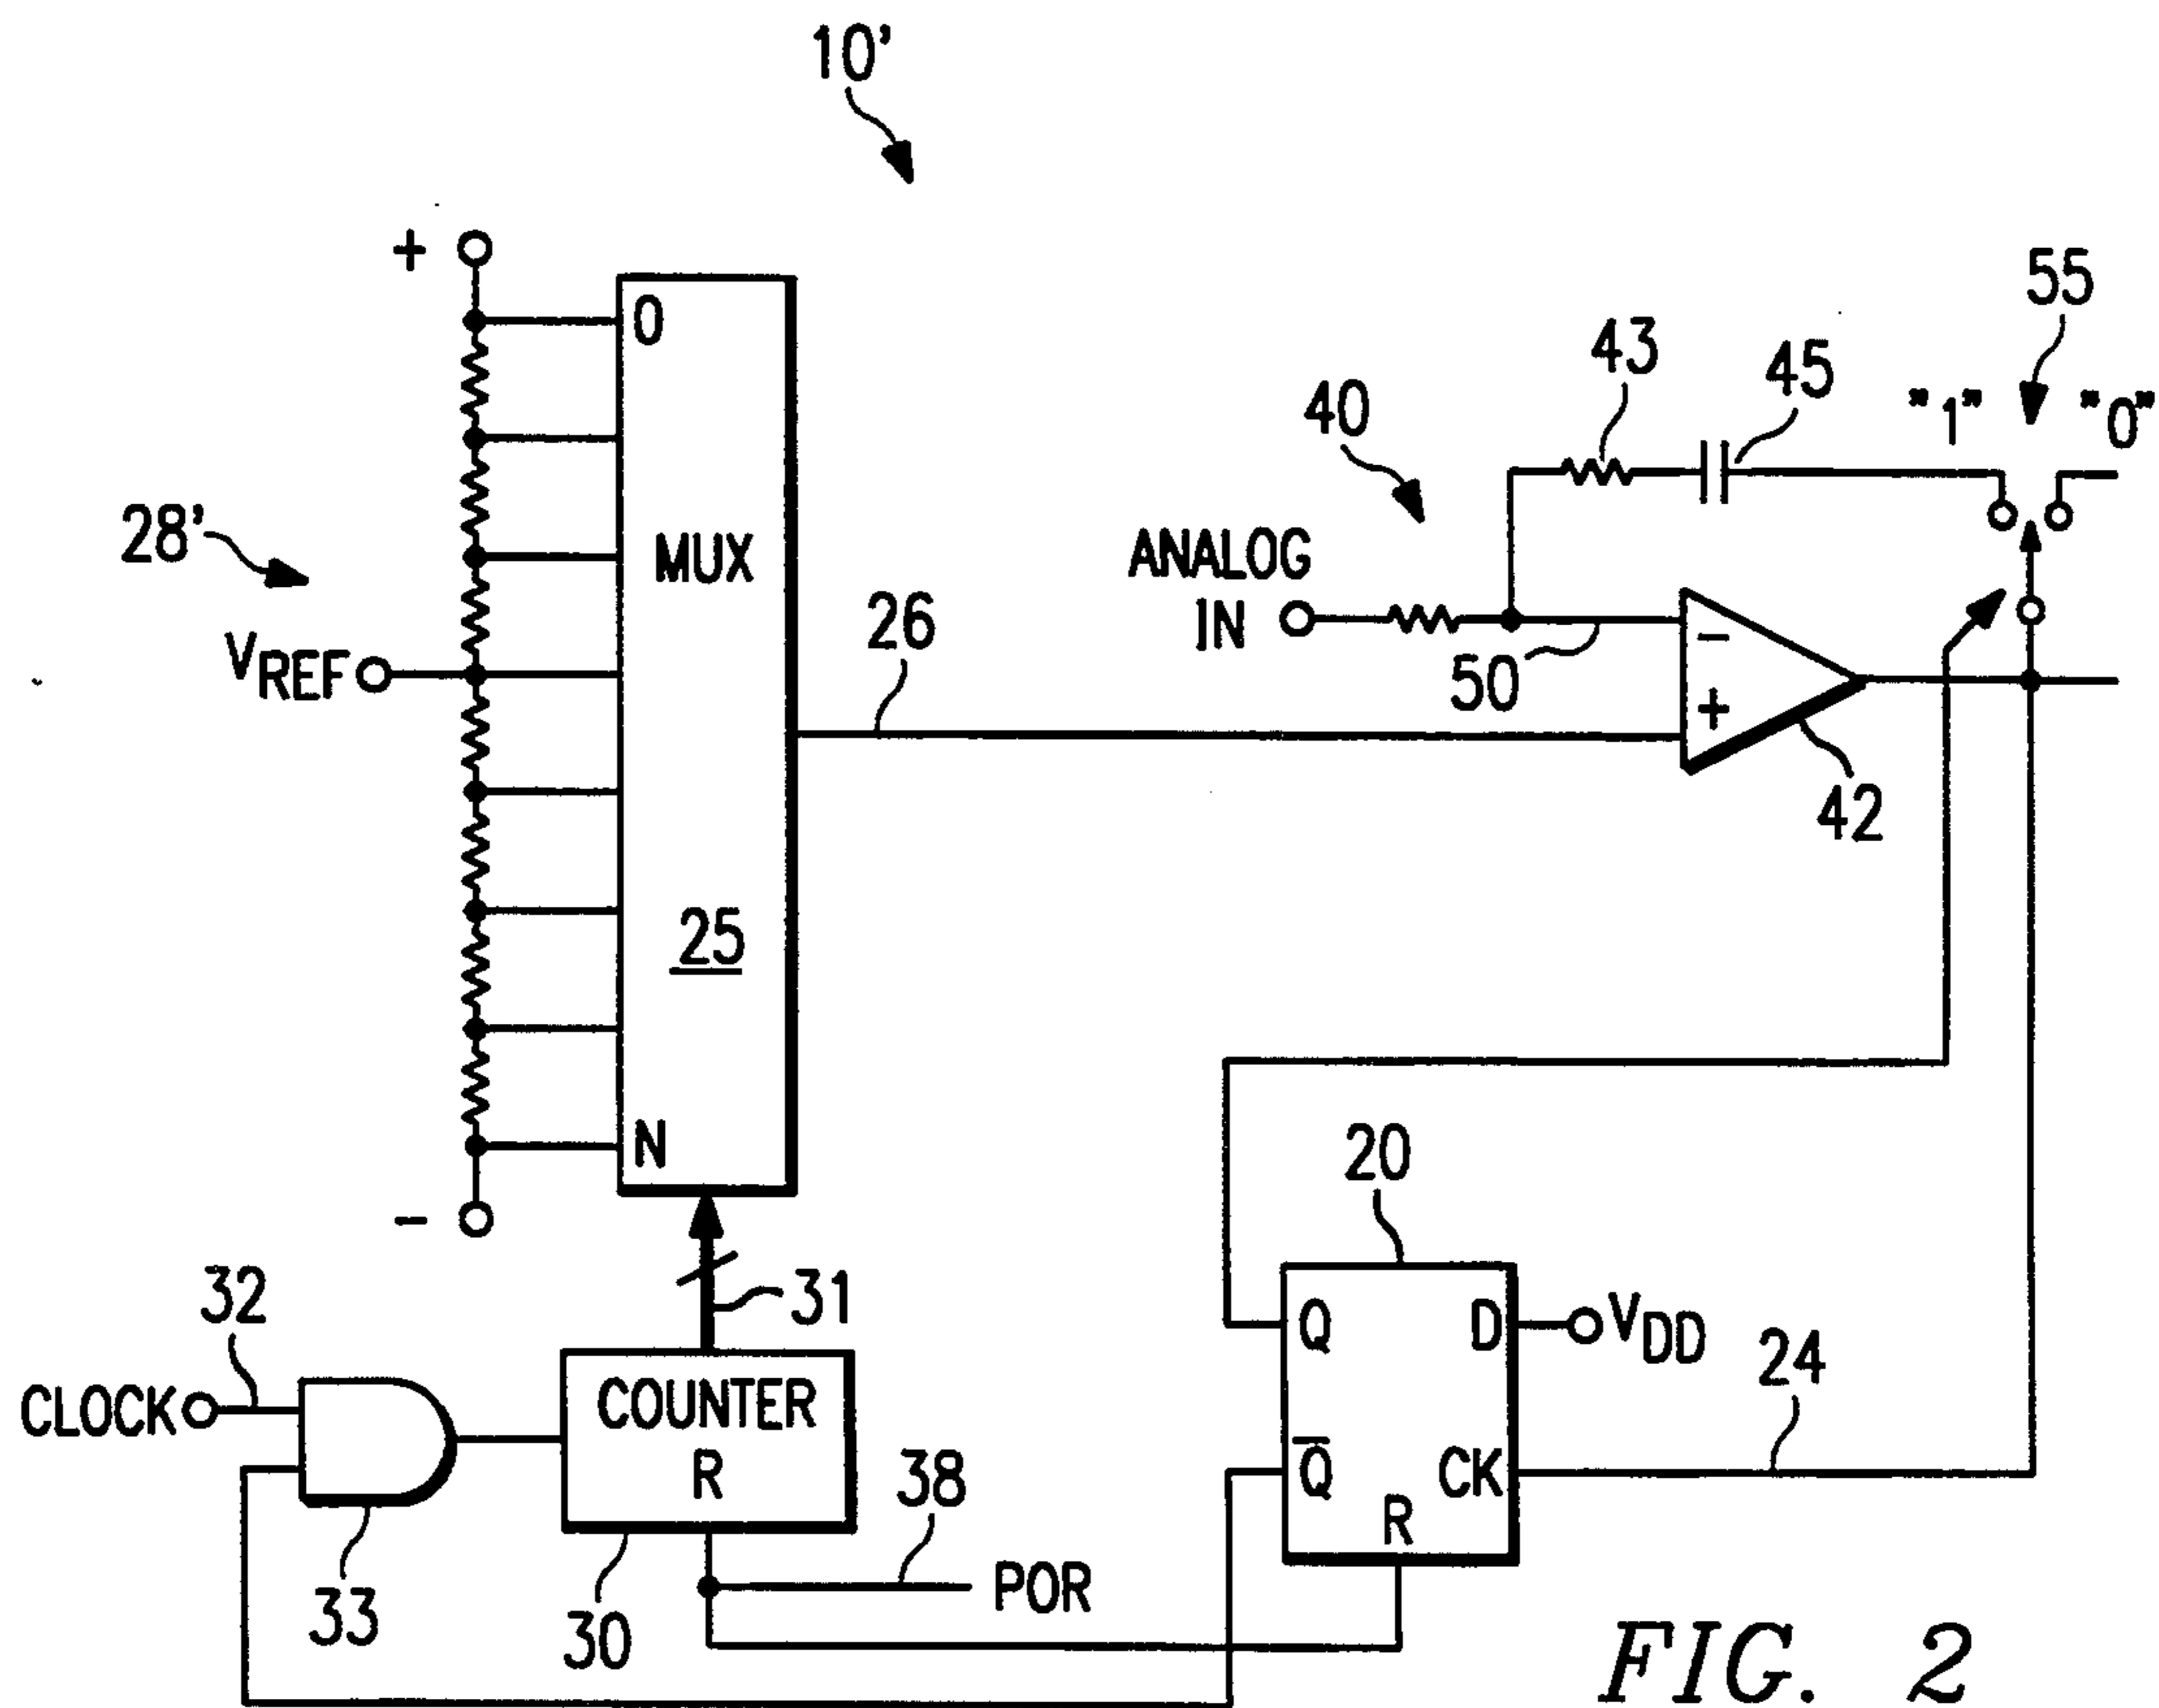 10'
+
0
55
43
45
"1"
"0"
40
28'
MUX
ANALOG
IN
26
VREF
50
−
+
42
25
N
20
−
31
32
Q
D
VDD
24
CLOCK
COUNTER
R
Q̅
CK
38
R
POR
33
30
FIG. 2